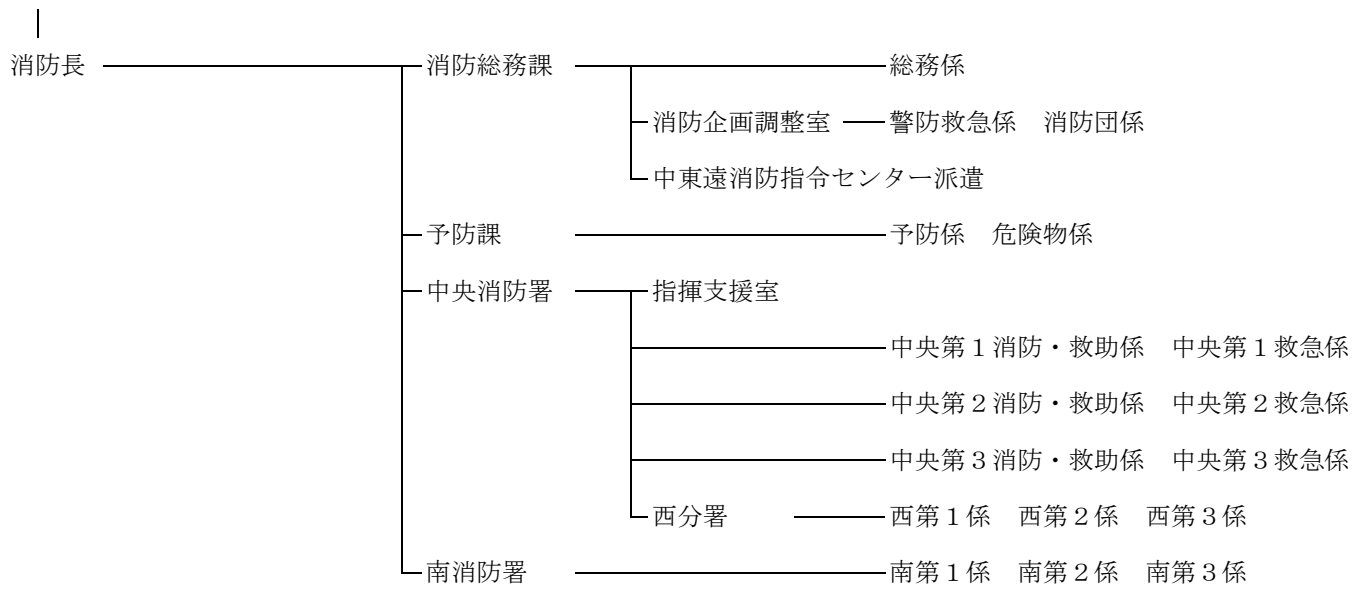 消防長 消防総務課 総務係
消防企画調整室 警防救急係 消防団係
中東遠消防指令センター派遣
予防課 予防係 危険物係
中央消防署 指揮支援室
中央第１消防・救助係 中央第１救急係
中央第２消防・救助係 中央第２救急係
中央第３消防・救助係 中央第３救急係
西分署 西第１係 西第２係 西第３係
南消防署 南第１係 南第２係 南第３係